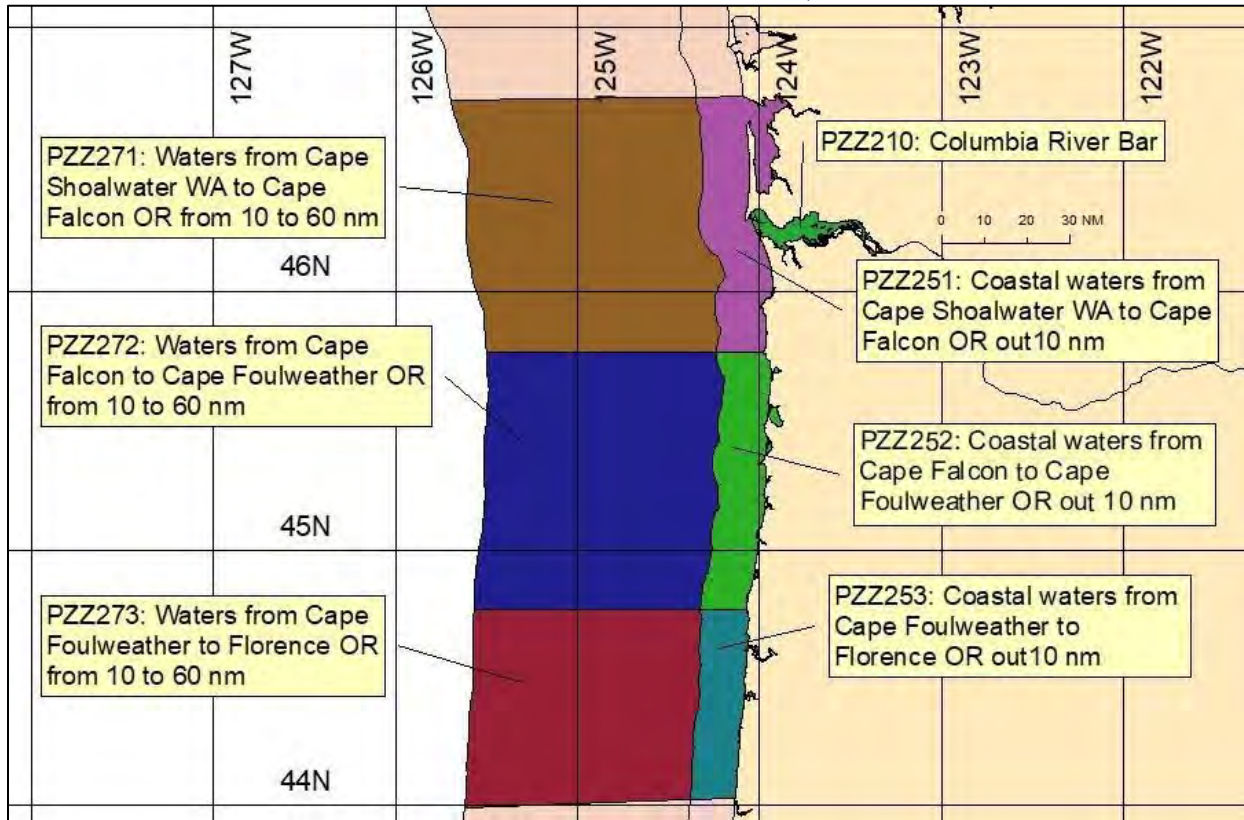 127W
126W
125W
124W
123W
122W
PZZ271: Waters from Cape
Shoalwater WA to Cape
Falcon OR from 10 to 60 nm
PZZ210: Columbia River Bar
0 10 20 30 NM
46N
PZZ251: Coastal waters from
Cape Shoalwater WA to Cape
Falcon OR out10 nm
PZZ272: Waters from Cape
Falcon to Cape Foulweather OR
from 10 to 60 nm
PZZ252: Coastal waters from
Cape Falcon to Cape
Foulweather OR out 10 nm
45N
PZZ273: Waters from Cape
Foulweather to Florence OR
from 10 to 60 nm
PZZ253: Coastal waters from
Cape Foulweather to
Florence OR out10 nm
44N